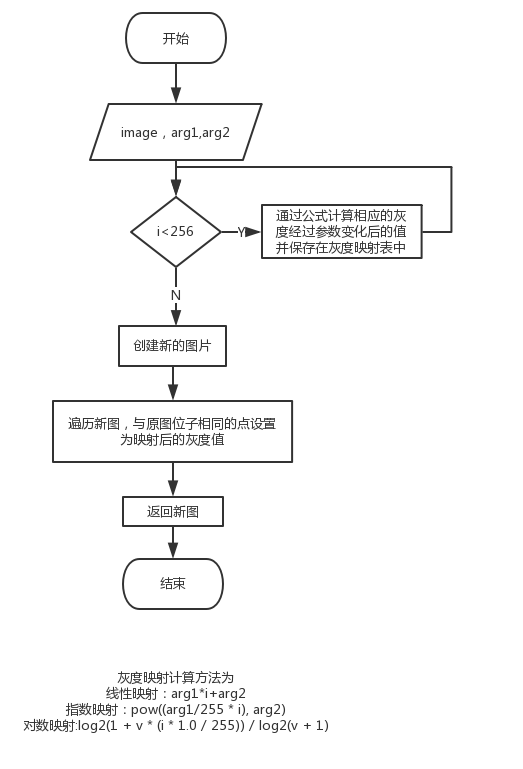 开始
image，arg1,arg2
i<256
Y
通过公式计算相应的灰
度经过参数变化后的值
并保存在灰度映射表中
N
创建新的图片
遍历新图，与原图位子相同的点设置
为映射后的灰度值
返回新图
结束
灰度映射计算方法为
线性映射：arg1*i+arg2
指数映射：pow((arg1/255 * i), arg2)
对数映射:log2(1 + v * (i * 1.0 / 255)) / log2(v + 1)